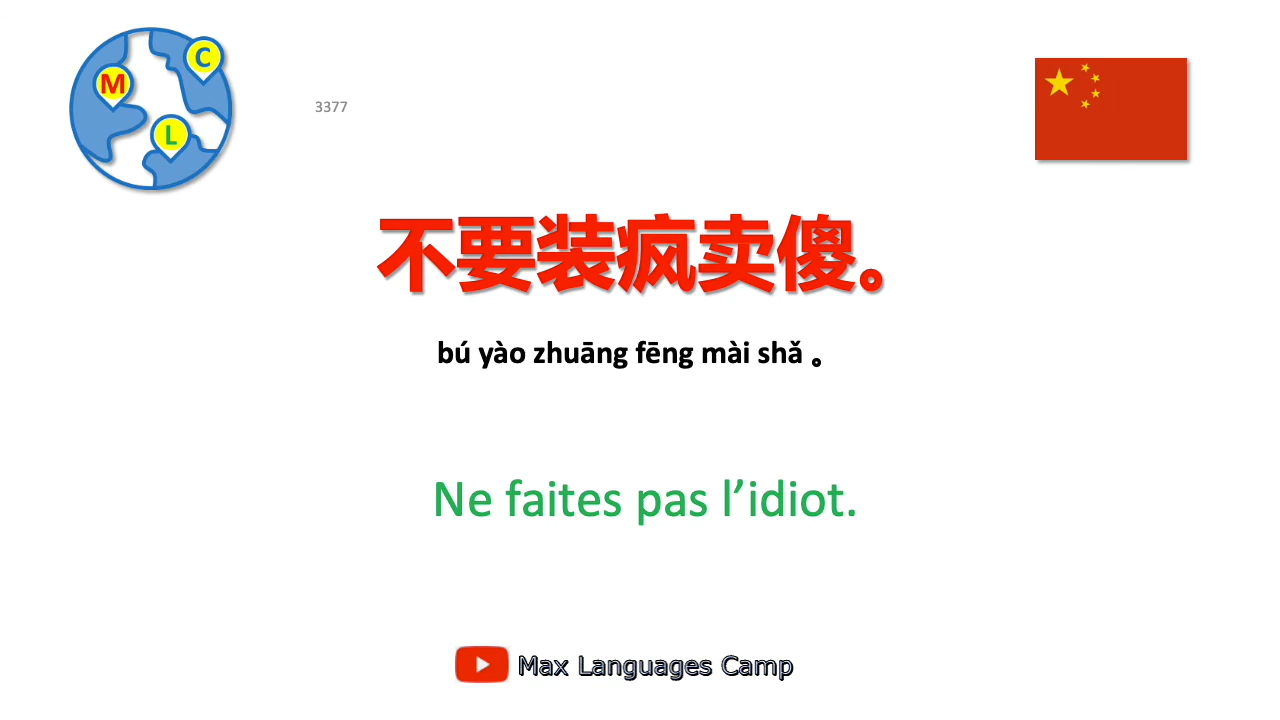 C
M
L
3377
不要装疯卖傻。
bú yào zhuāng fēng mài shǎ 。
Ne faites pas l’idiot.
Max Languages Camp